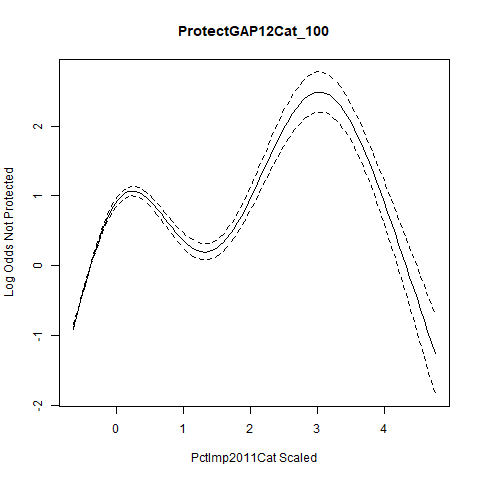 ProtectGAP12Cat_100
Log Odds Not Protected
2
1
0
-1
-2
0 1 2 3 4
PctImp2011Cat Scaled